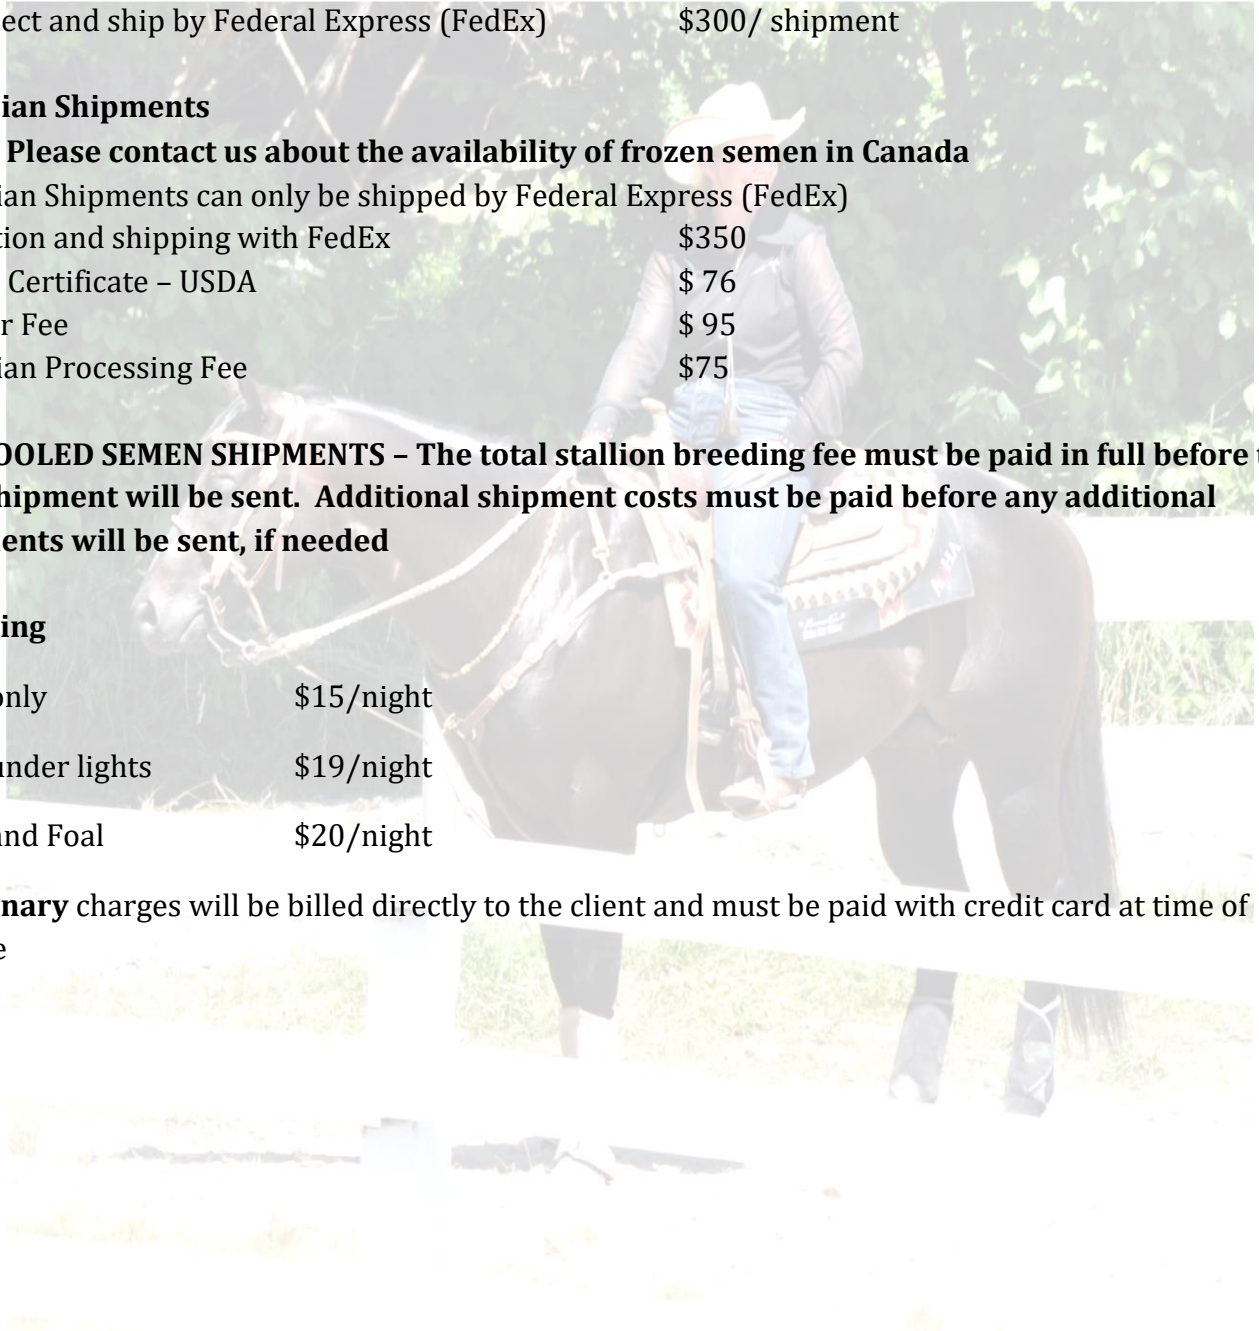 ect and ship by Federal Express (FedEx) $300/ shipment
ian Shipments
Please contact us about the availability of frozen semen in Canada
ian Shipments can only be shipped by Federal Express (FedEx)
tion and shipping with FedEx $350
Certificate – USDA $ 76
r Fee $ 95
ian Processing Fee $75
OOLED SEMEN SHIPMENTS – The total stallion breeding fee must be paid in full before t
hipment will be sent. Additional shipment costs must be paid before any additional
ents will be sent, if needed
ing
only $15/night
under lights $19/night
and Foal $20/night
nary charges will be billed directly to the client and must be paid with credit card at time of
e